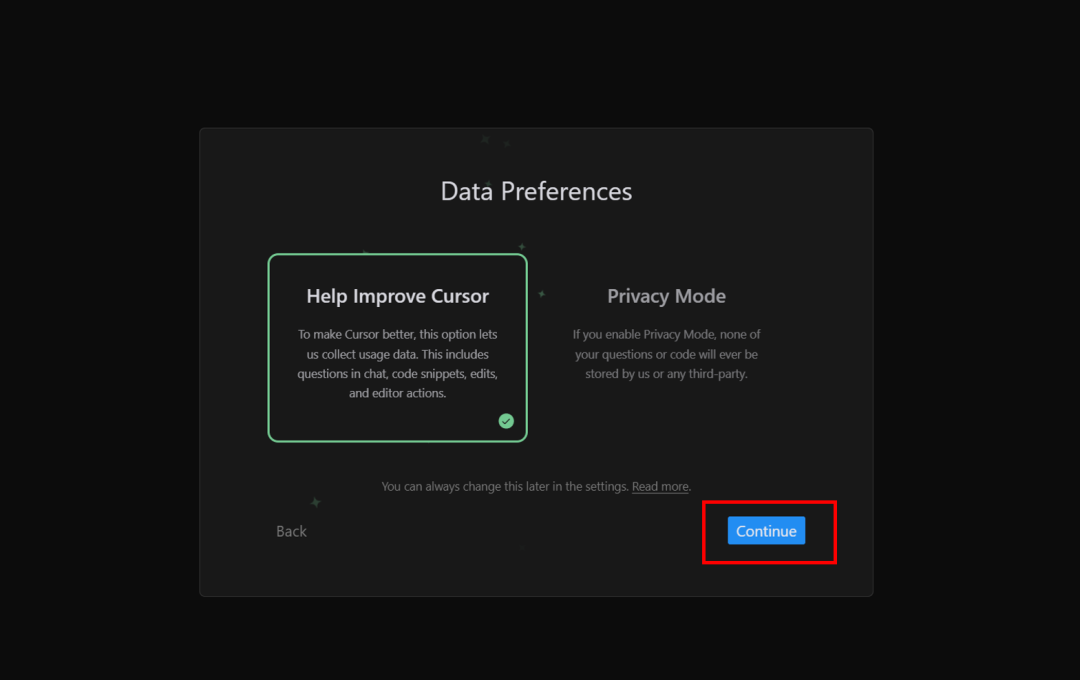 Data Preferences
Help Improve Cursor
To make Cursor better, this option lets
us collect usage data. This includes
questions in chat, code snippets, edits,
and editor actions.
Privacy Mode
If you enable Privacy Mode, none of
your questions or code will ever be
stored by us or any third-party.
You can always change this later in the settings. Read more.
Back
Continue